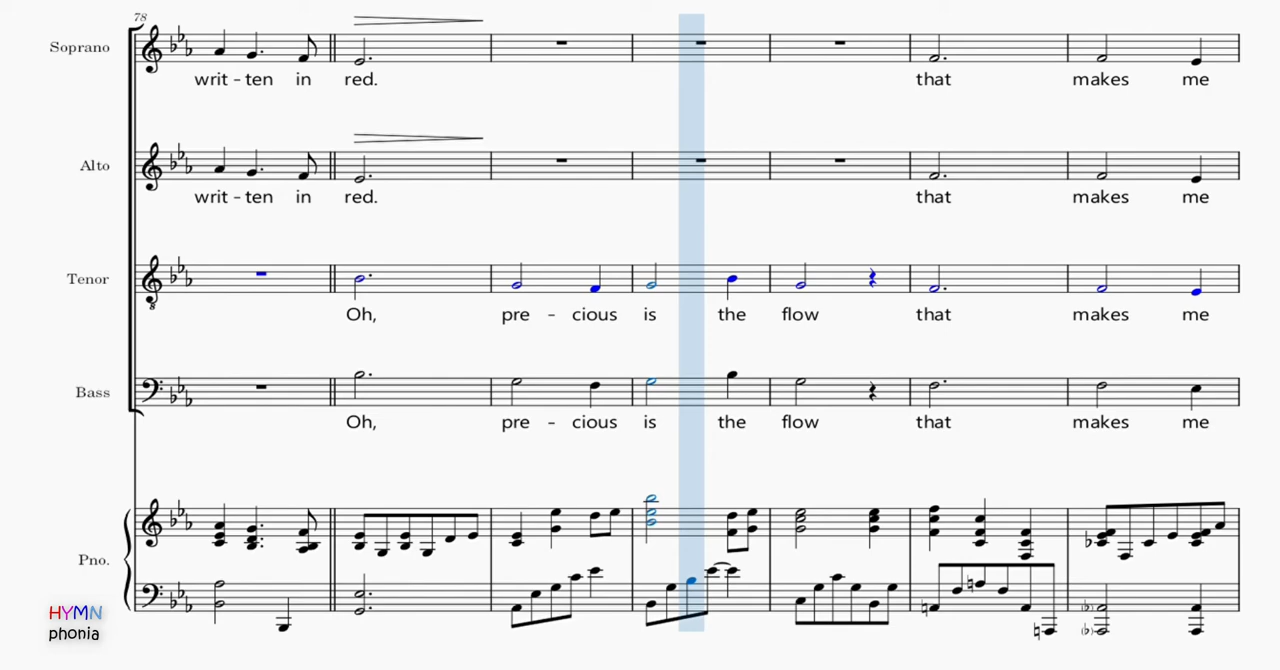 78
Soprano
writ - ten in red. that makes me
Alto
writ - ten in red. that makes me
Tenor
Oh, pre - cious is the flow that makes me
Bass
Oh, pre - cious is the flow that makes me
Pno.
HYMN
phonia